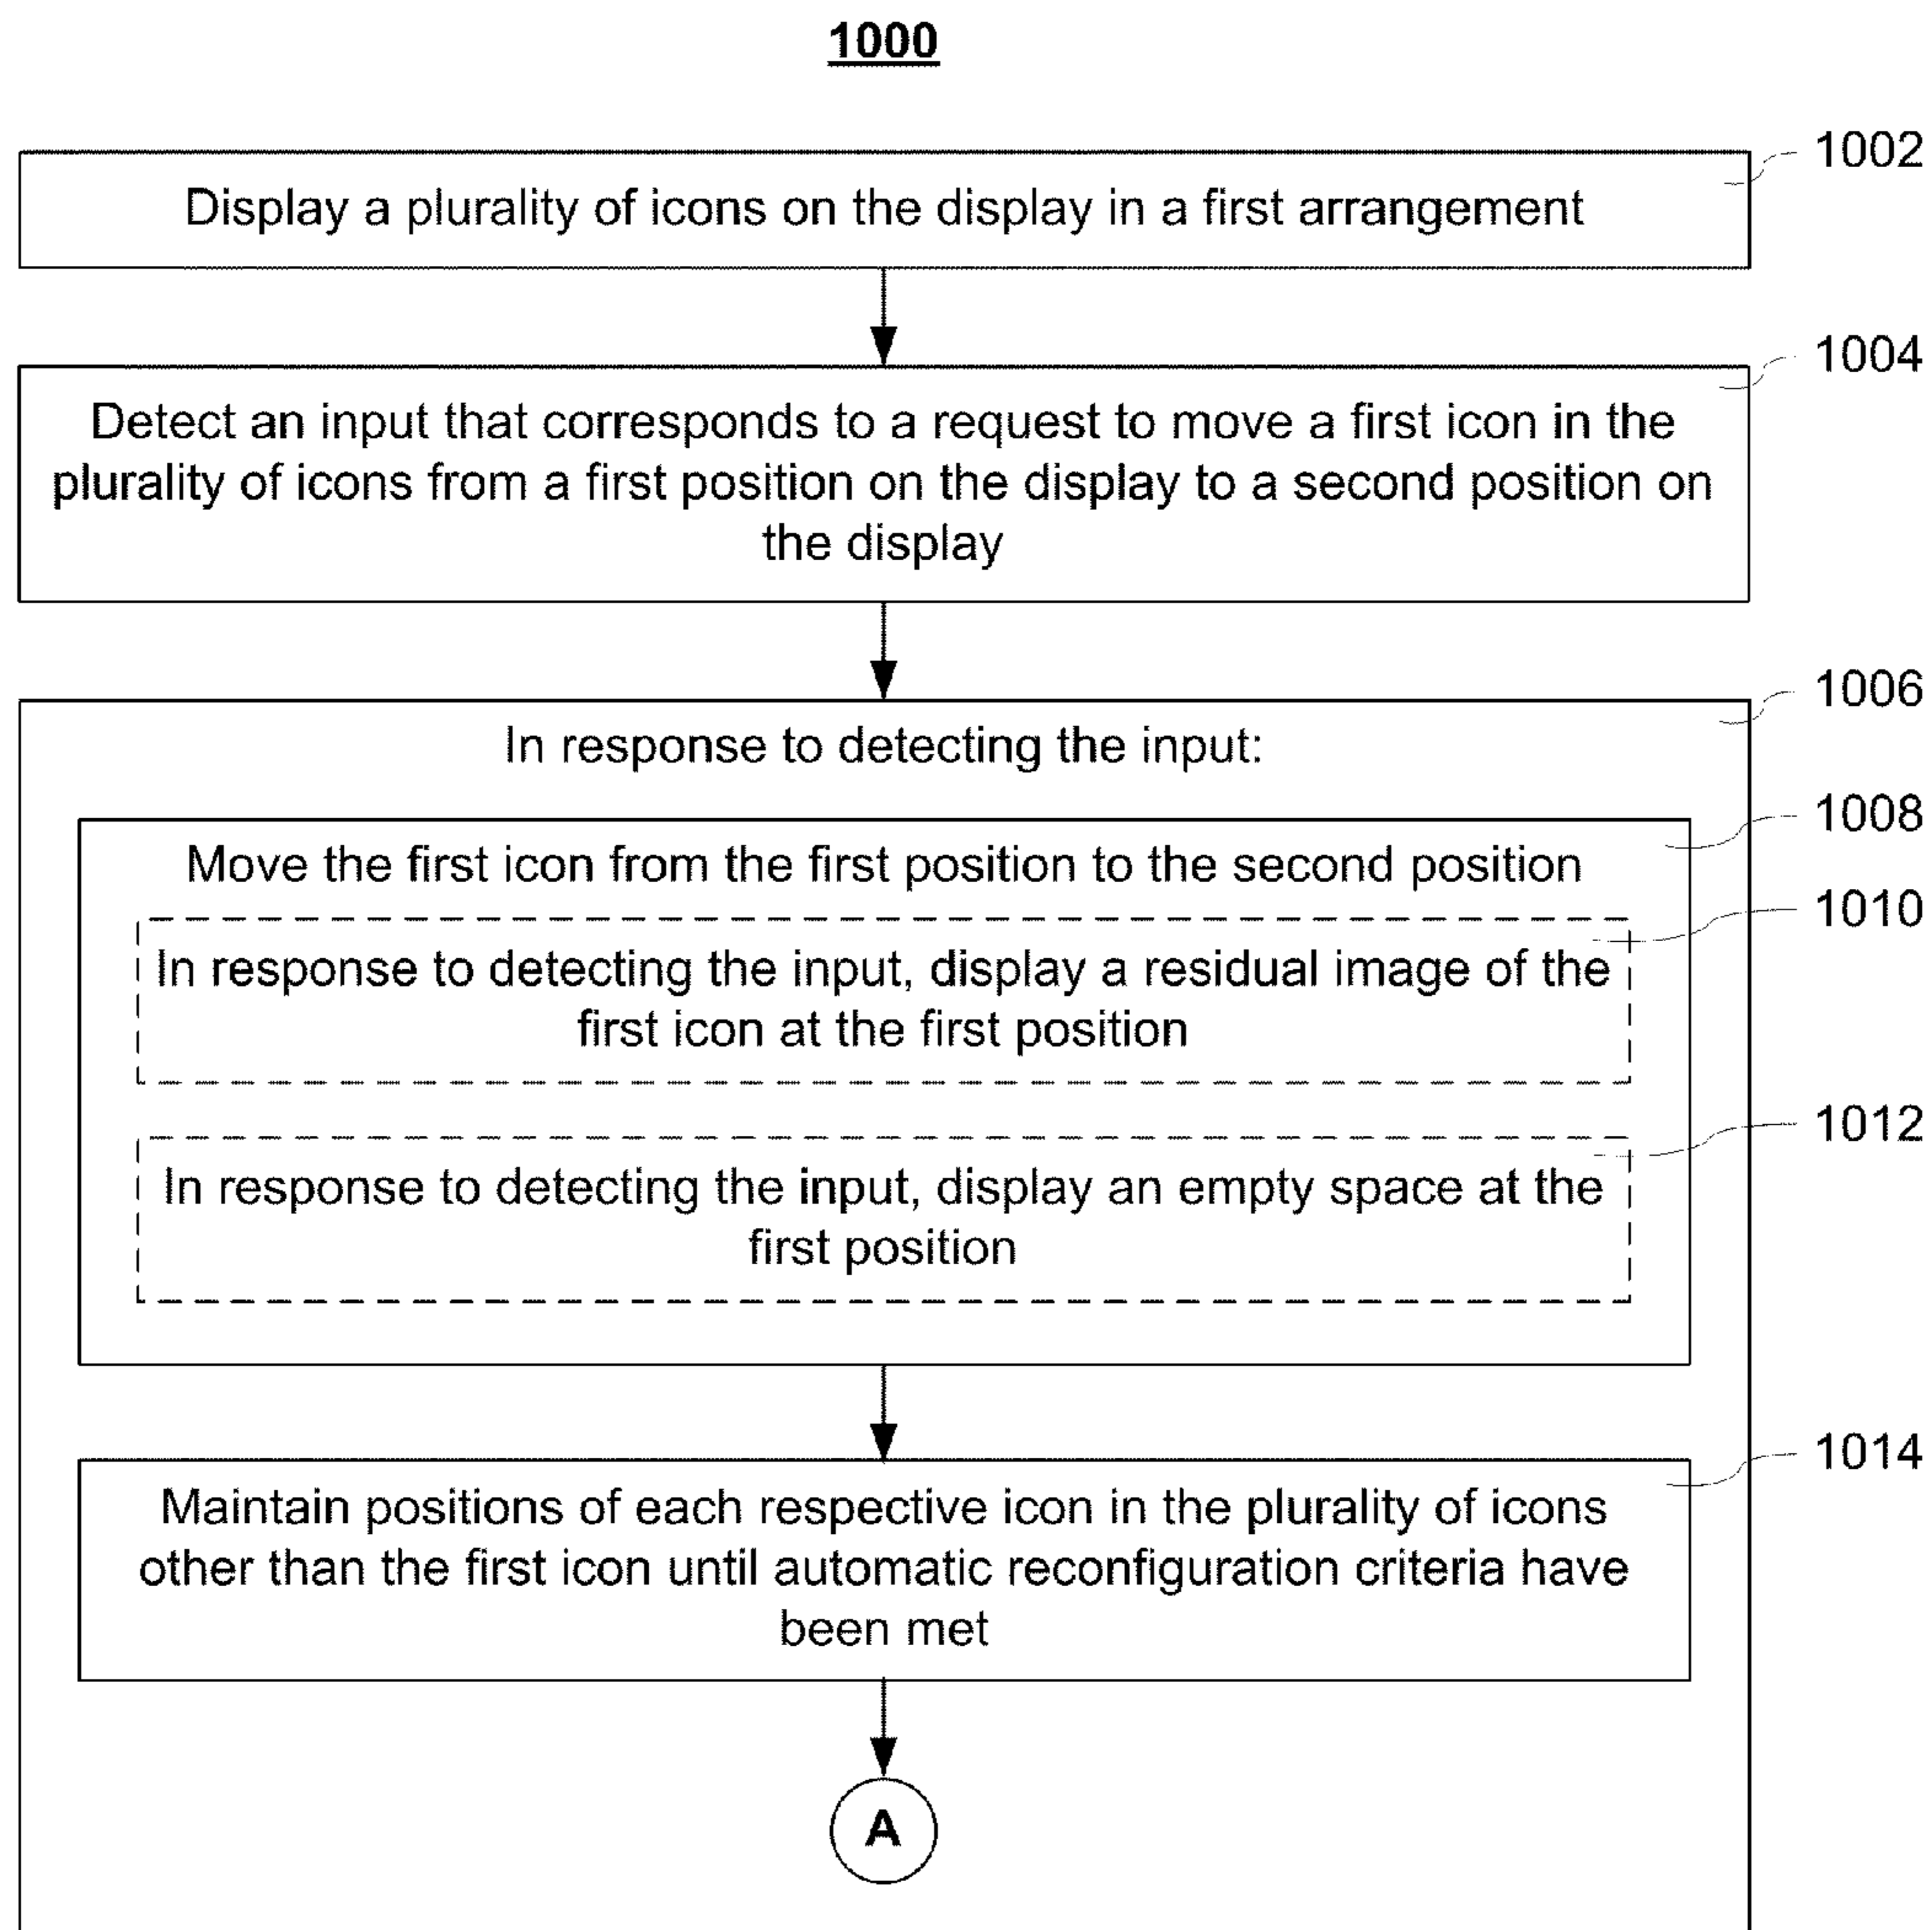 1000
1002
Display a plurality of icons on the display in a first arrangement
1004
Detect an input that corresponds to a request to move a first icon in the
plurality of icons from a first position on the display to a second position on
the display
1006
In response to detecting the input:
1008
Move the first icon from the first position to the second position
1010
In response to detecting the input, display a residual image of the
first icon at the first position
1012
In response to detecting the input, display an empty space at the
first position
1014
Maintain positions of each respective icon in the plurality of icons
other than the first icon until automatic reconfiguration criteria have
been met
A